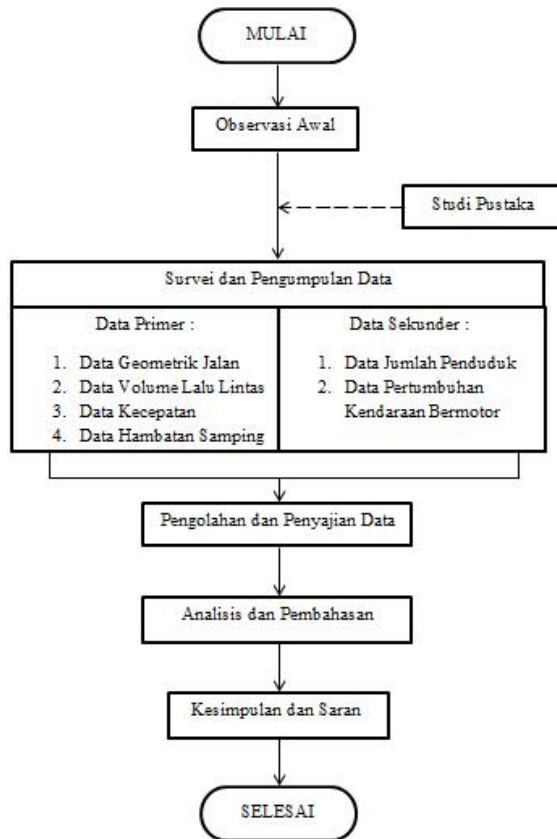 MULAI
Observasi Awal
Studi Pustaka
Survei dan Pengumpulan Data
Data Primer :
1. Data Geometrik Jalan
2. Data Volume Lalu Lintas
3. Data Kecepatan
4. Data Hambatan Samping
Data Sekunder :
1. Data Jumlah Penduduk
2. Data Pertumbuhan
Kendaraan Bermotor
Pengolahan dan Penyajian Data
Analisis dan Pembahasan
Kesimpulan dan Saran
SELESAI